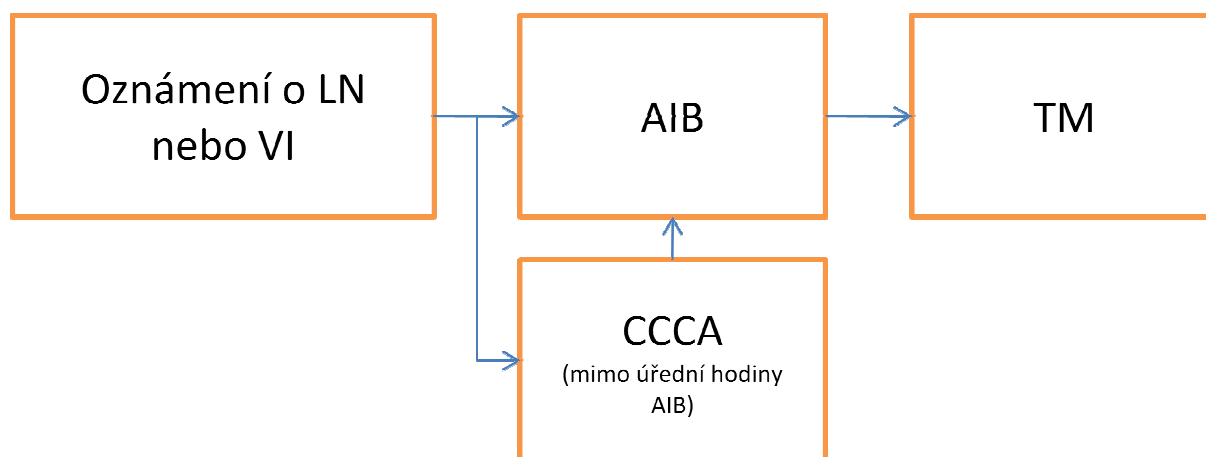 Oznámení o LN
nebo VI
AIB
TM
CCCA
(mimo úřední hodiny
AIB)